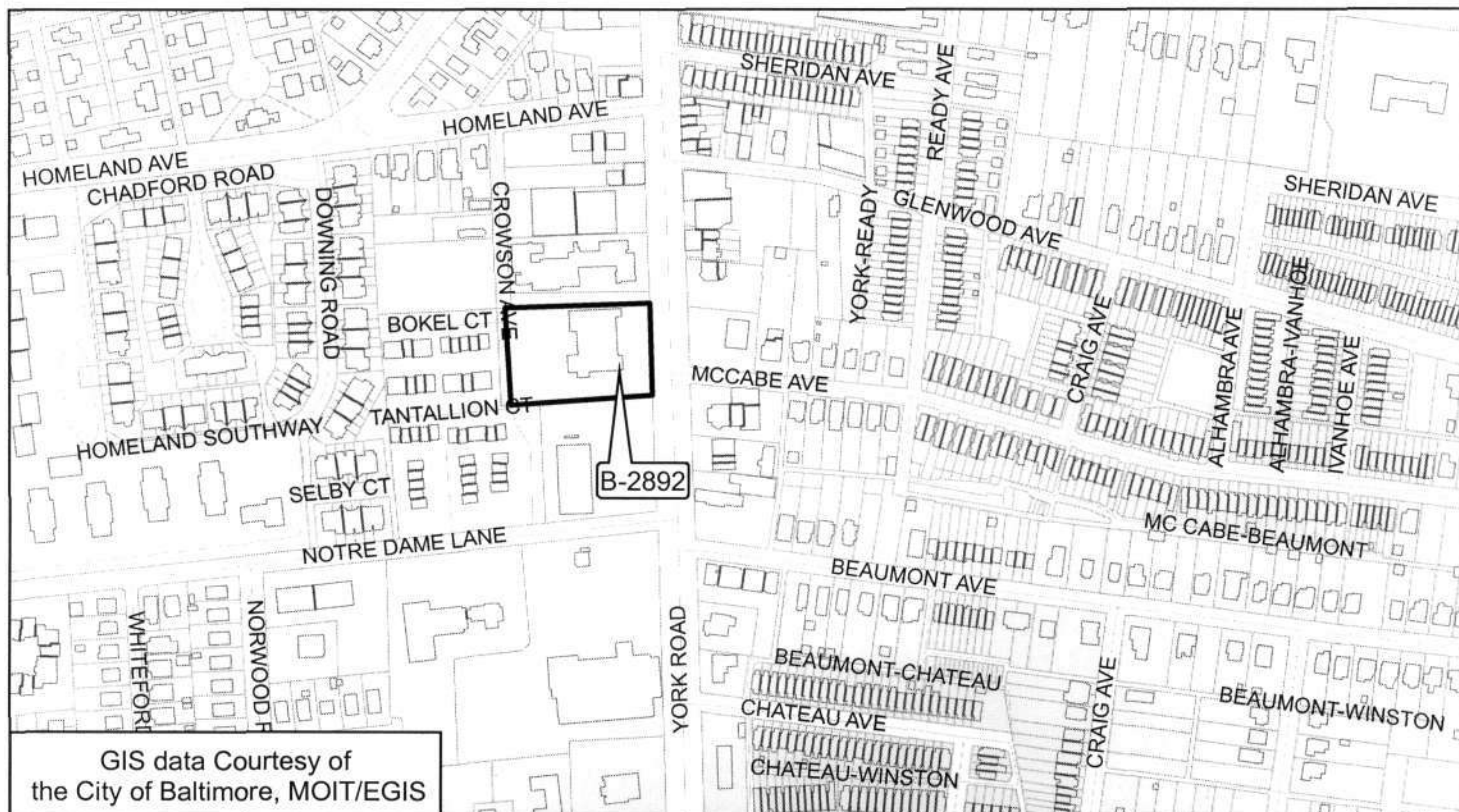 SHERIDAN AVE
READY AVE
HOMELAND AVE
HOMELAND AVE
CHADFORD ROAD
DOWNING ROAD
CROWSON AVE
YORK-READY
GLENWOOD AVE
SHERIDAN AVE
BOKEL CT
MCCABE AVE
CRAIG AVE
ALHAMBRA AVE
ALHAMBRA-IVANHOE
IVANHOE AVE
TANTALLION CT
HOMELAND SOUTHWAY
B-2892
SELBY CT
MC CABE-BEAUMONT
NOTRE DAME LANE
BEAUMONT AVE
WHITEFORD
NORWOOD R
YORK ROAD
BEAUMONT-CHATEAU
CRAIG AVE
BEAUMONT-WINSTON
CHATEAU AVE
CHATEAU-WINSTON
GIS data Courtesy of
the City of Baltimore, MOIT/EGIS